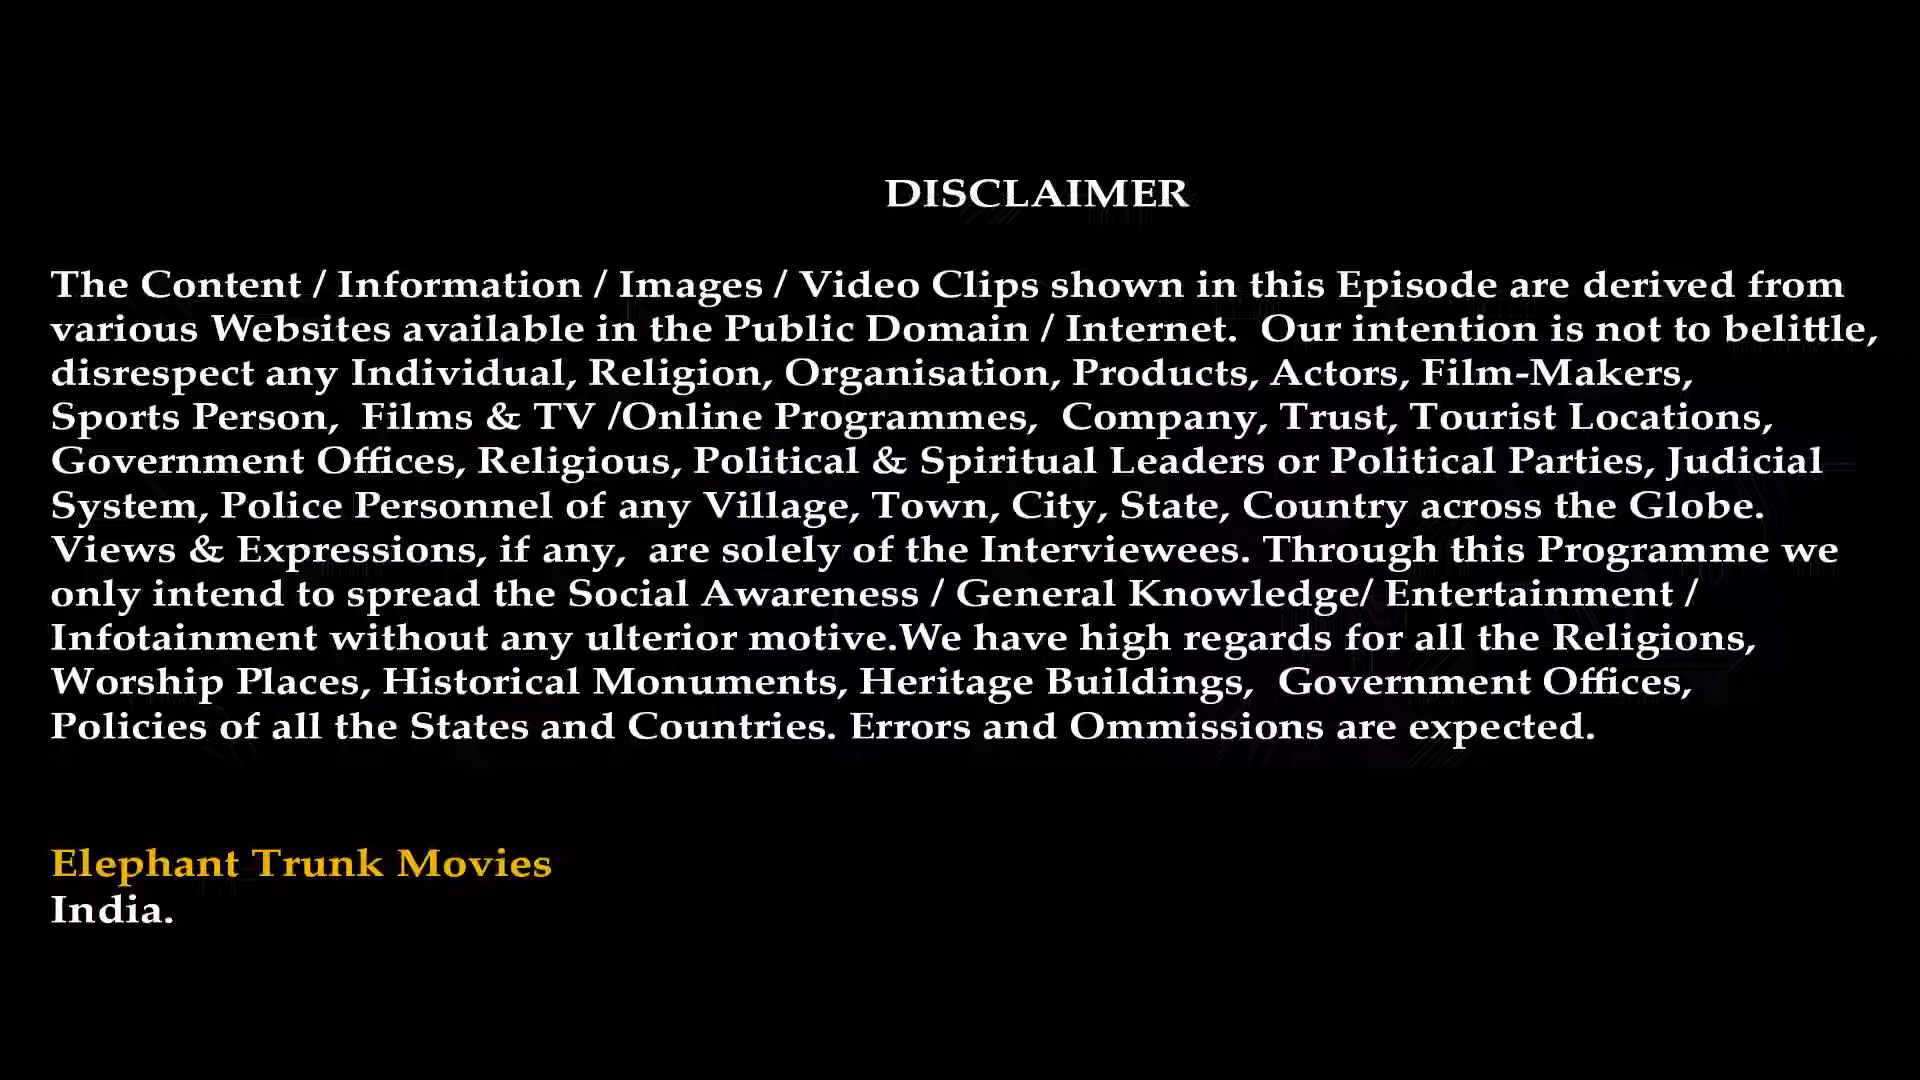 DISCLAIMER
The Content / Information / Images / Video Clips shown in this Episode are derived from
various Websites available in the Public Domain / Internet.  Our intention is not to belittle,
disrespect any Individual, Religion, Organisation, Products, Actors, Film-Makers,
Sports Person,  Films & TV /Online Programmes,  Company, Trust, Tourist Locations,
Government Offices, Religious, Political & Spiritual Leaders or Political Parties, Judicial
System, Police Personnel of any Village, Town, City, State, Country across the Globe.
Views & Expressions, if any,  are solely of the Interviewees. Through this Programme we
only intend to spread the Social Awareness / General Knowledge/ Entertainment /
Infotainment without any ulterior motive.We have high regards for all the Religions,
Worship Places, Historical Monuments, Heritage Buildings,  Government Offices,
Policies of all the States and Countries. Errors and Ommissions are expected.
Elephant Trunk Movies
India.